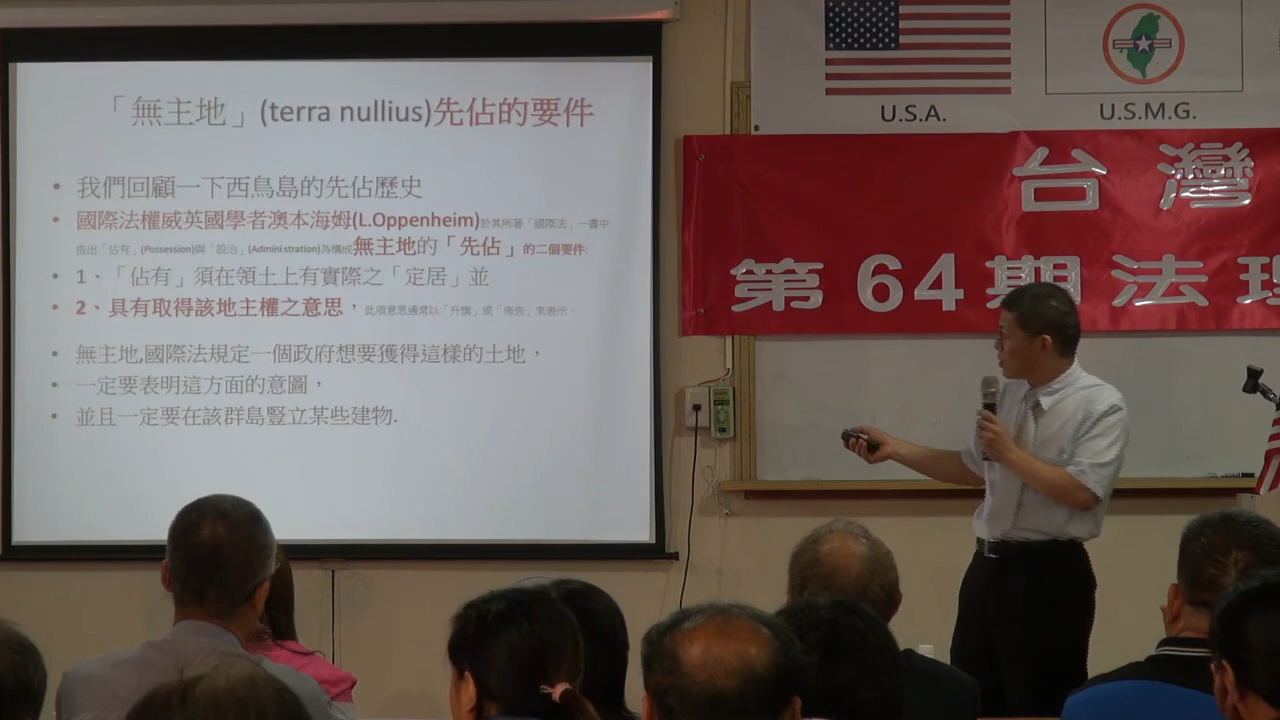 「無主地」(terra nullius)先佔的要件
• 我們回顧一下西鳥島的先佔歷史
• 國際法權威英國學者澳本海姆(L.Oppenheim)於其所著「國際法」一書中
指出「佔有」(Possession)與「設治」(Admini stration)為構成無主地的「先佔」的二個要件:
• 1、「佔有」須在領土上有實際之「定居」並
• 2、具有取得該地主權之意思，此項意思通常以「升旗」或「佈告」來表示。
• 無主地,國際法規定一個政府想要獲得這樣的土地，
• 一定要表明這方面的意圖，
• 並且一定要在該群島豎立某些建物.
U.S.A.
U.S.M.G.
台灣
第64期法理